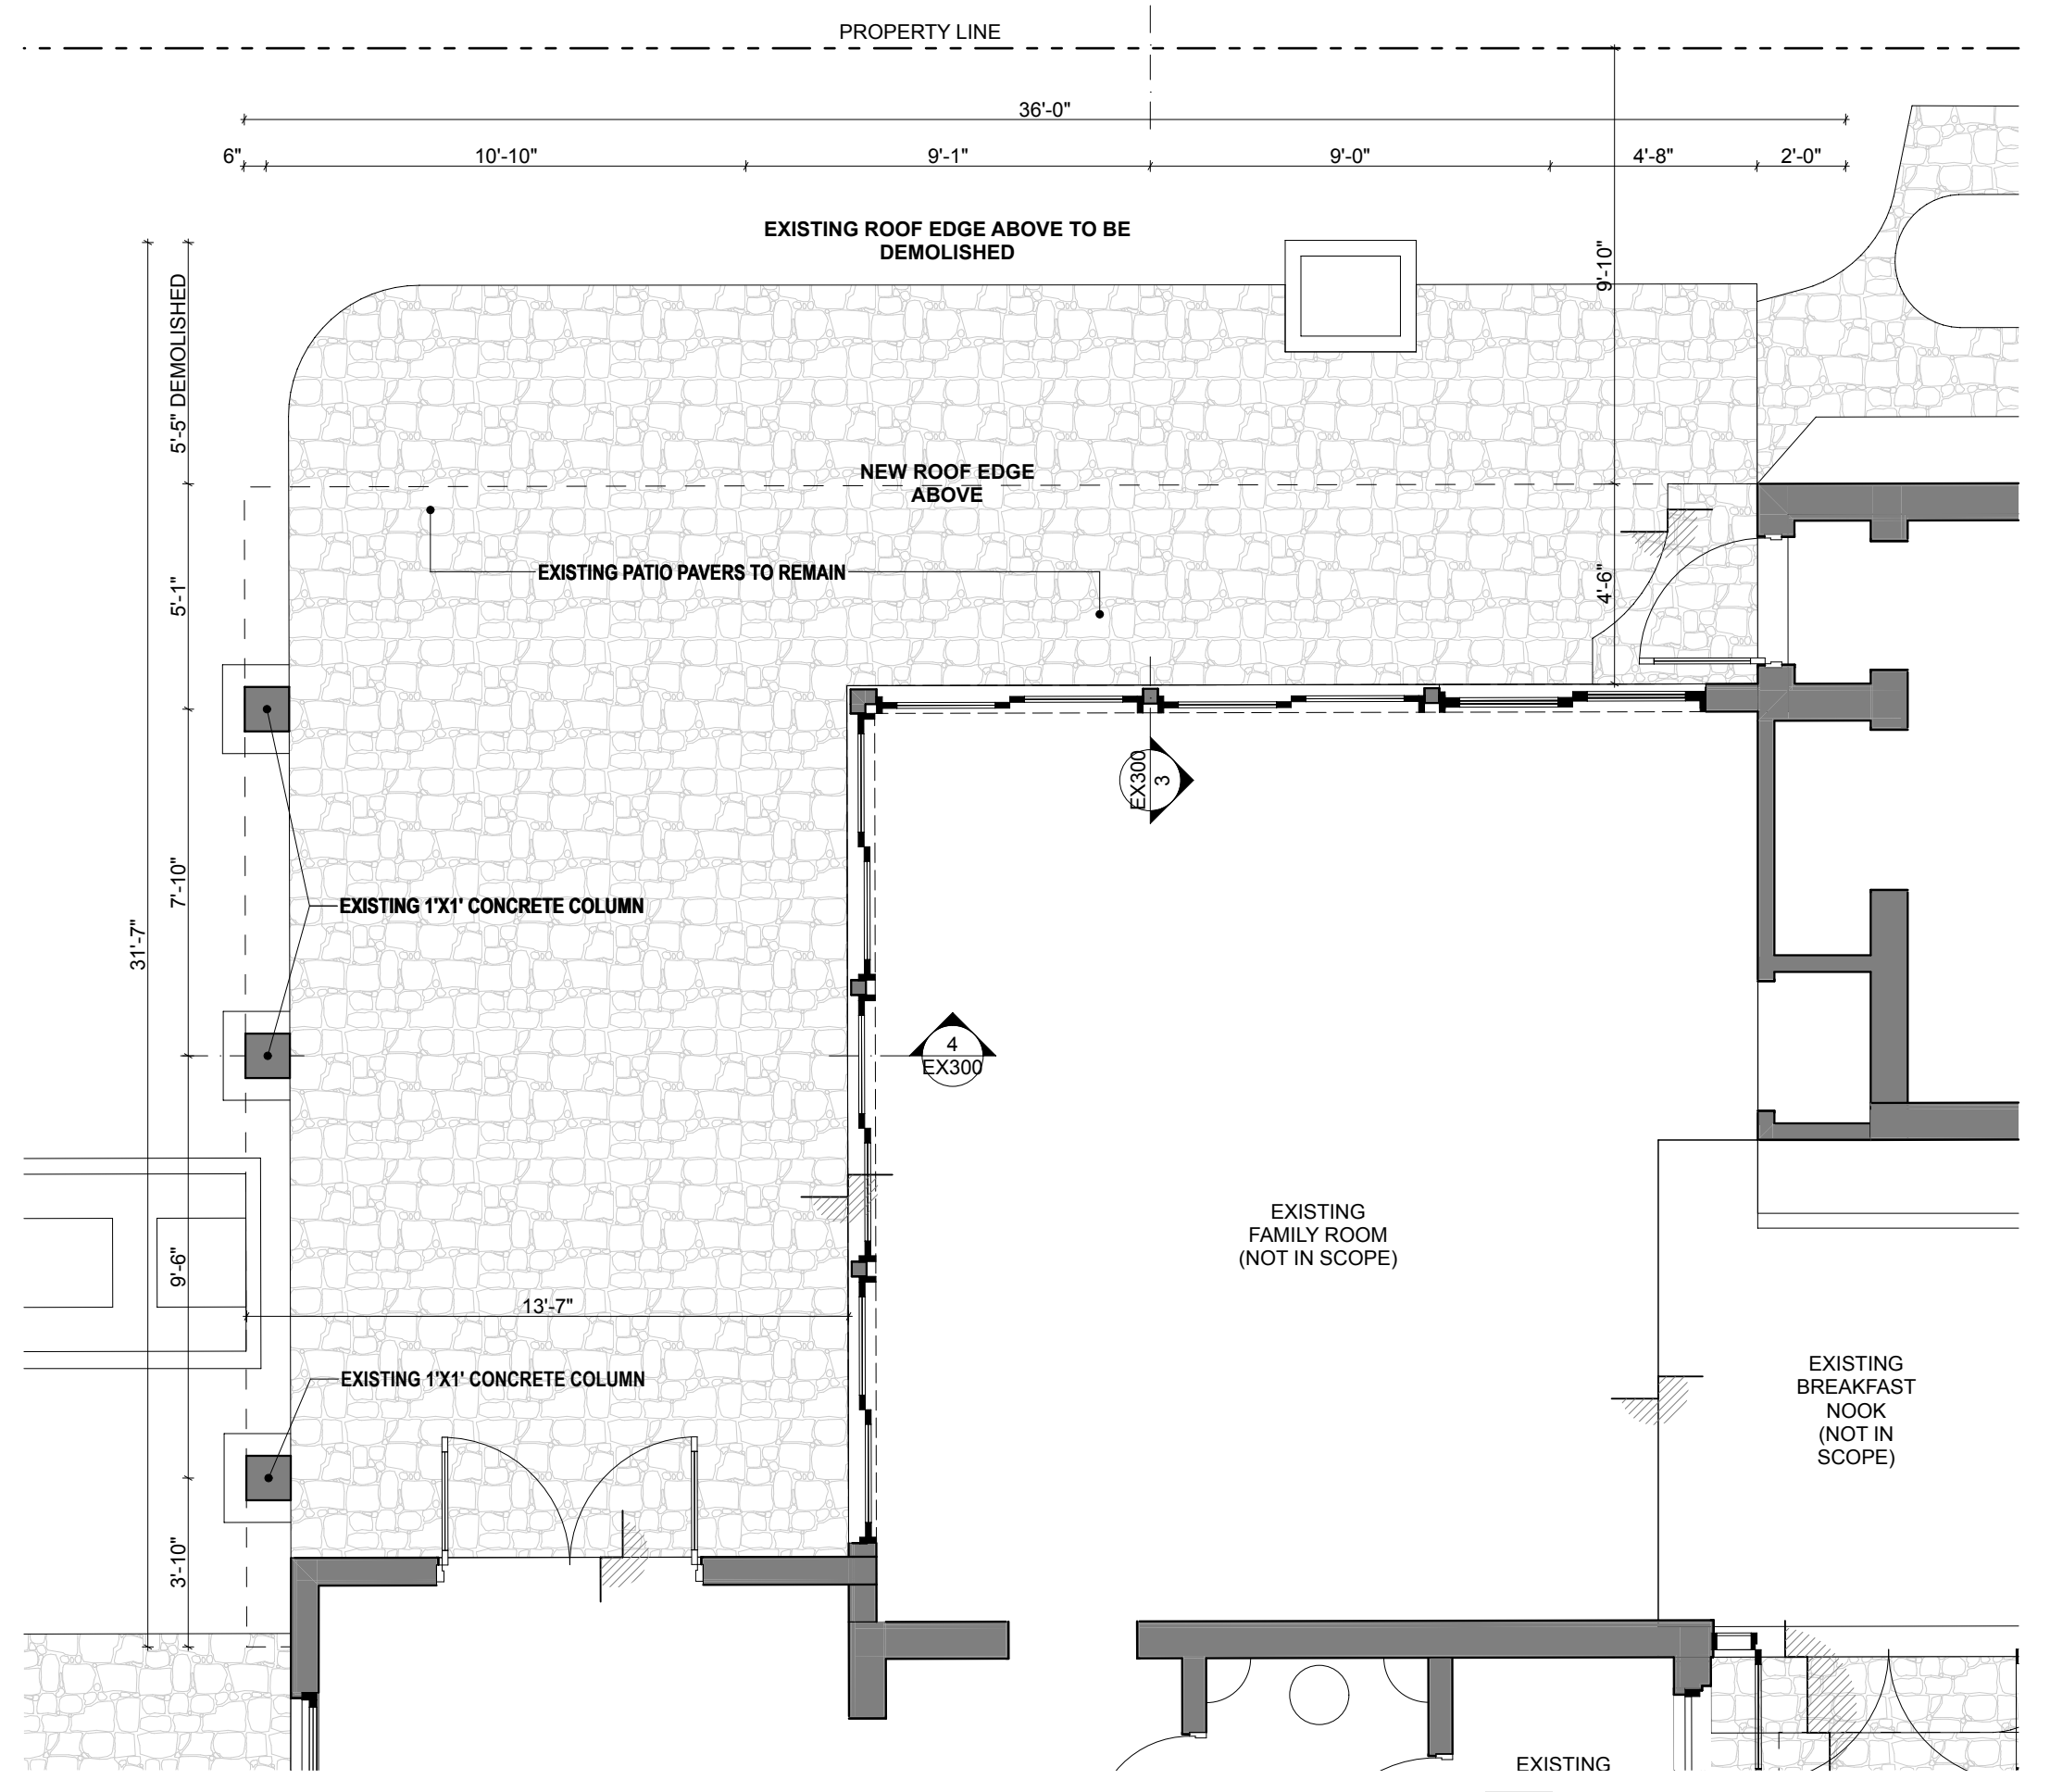 PROPERTY LINE
36'-0"
6"
10'-10"
9'-1"
9'-0"
4'-8"
2'-0"
EXISTING ROOF EDGE ABOVE TO BE
DEMOLISHED
9'-10"
5'-5" DEMOLISHED
NEW ROOF EDGE
ABOVE
EXISTING PATIO PAVERS TO REMAIN
5'-1"
4'-6"
EX300
3
7'-10"
EXISTING 1'X1' CONCRETE COLUMN
31'-7"
4
EX300
EXISTING
FAMILY ROOM
(NOT IN SCOPE)
9'-6"
13'-7"
EXISTING 1'X1' CONCRETE COLUMN
EXISTING
BREAKFAST
NOOK
(NOT IN
SCOPE)
3'-10"
EXISTING